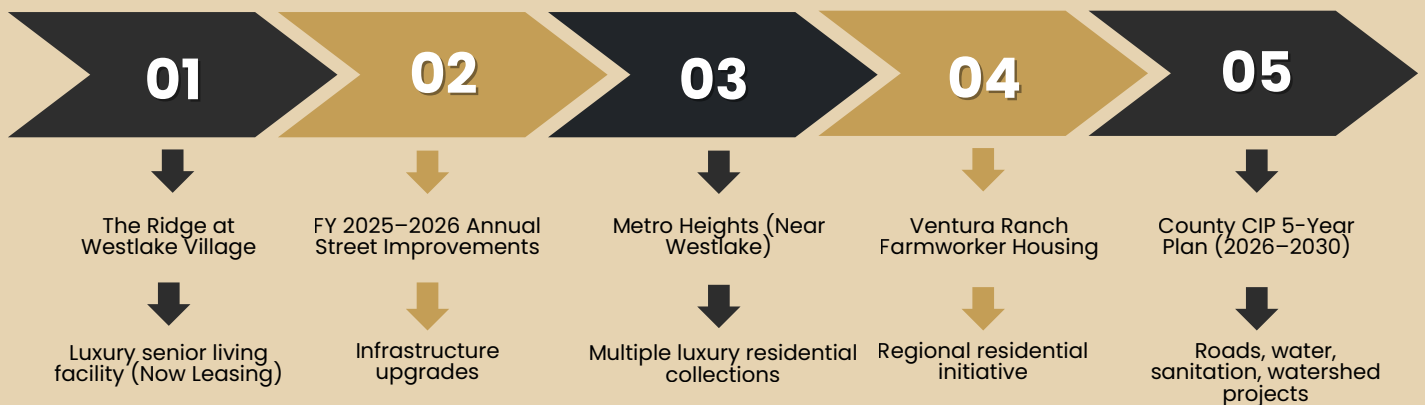 01
02
03
04
05
The Ridge at
Westlake Village
FY 2025–2026 Annual
Street Improvements
Metro Heights (Near
Westlake)
Ventura Ranch
Farmworker Housing
County CIP 5-Year
Plan (2026–2030)
Luxury senior living
facility (Now Leasing)
Infrastructure
upgrades
Multiple luxury residential
collections
Regional residential
initiative
Roads, water,
sanitation, watershed
projects